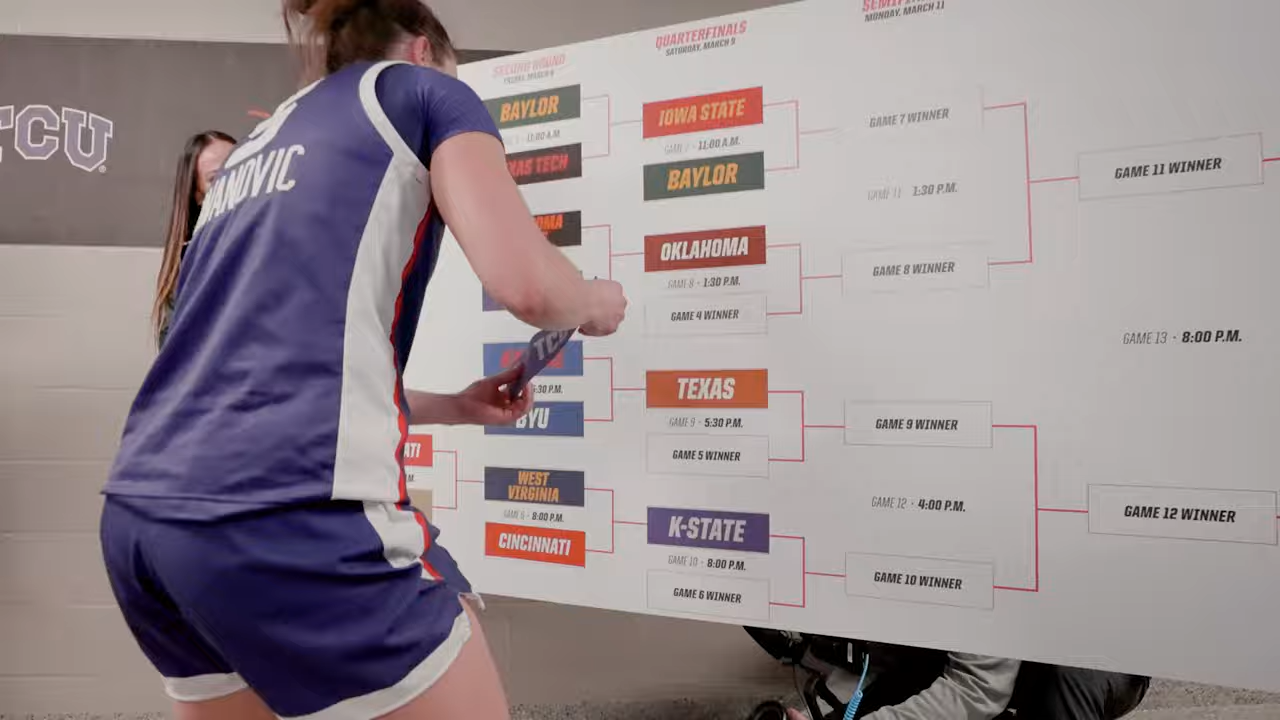 TCU
SECOND ROUND
QUARTERFINALS
SATURDAY, MARCH 9
MONDAY, MARCH 11
BAYLOR
11:00 A.M.
IOWA STATE
11:00 A.M.
BAYLOR
GAME 7 WINNER
GAME 11 · 1:30 P.M.
GAME 8 WINNER
GAME 11 WINNER
OKLAHOMA
GAME 8 · 1:30 P.M.
GAME 4 WINNER
TCU
BYU
TEXAS
GAME 9 · 5:30 P.M.
GAME 5 WINNER
GAME 9 WINNER
GAME 12 · 4:00 P.M.
GAME 10 WINNER
GAME 13 · 8:00 P.M.
GAME 12 WINNER
WEST
VIRGINIA
GAME 6 · 8:00 P.M.
CINCINNATI
K-STATE
GAME 10 · 8:00 P.M.
GAME 6 WINNER